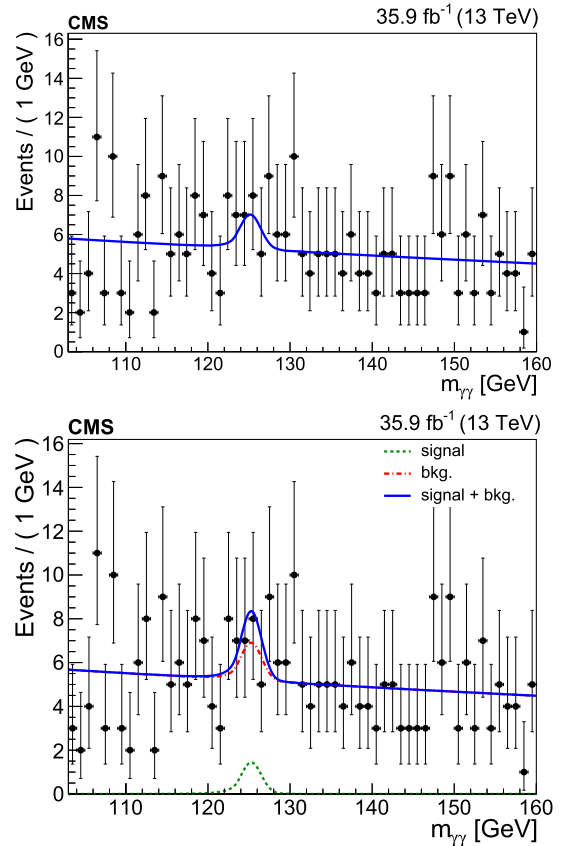 CMS 35.9 fb⁻¹ (13 TeV)
Events / ( 1 GeV )
16
14
12
10
8
6
4
2
0
110 120 130 140 150 160
mγγ [GeV]
CMS 35.9 fb⁻¹ (13 TeV)
Events / ( 1 GeV )
signal
bkg.
signal + bkg.
16
14
12
10
8
6
4
2
0
110 120 130 140 150 160
mγγ [GeV]